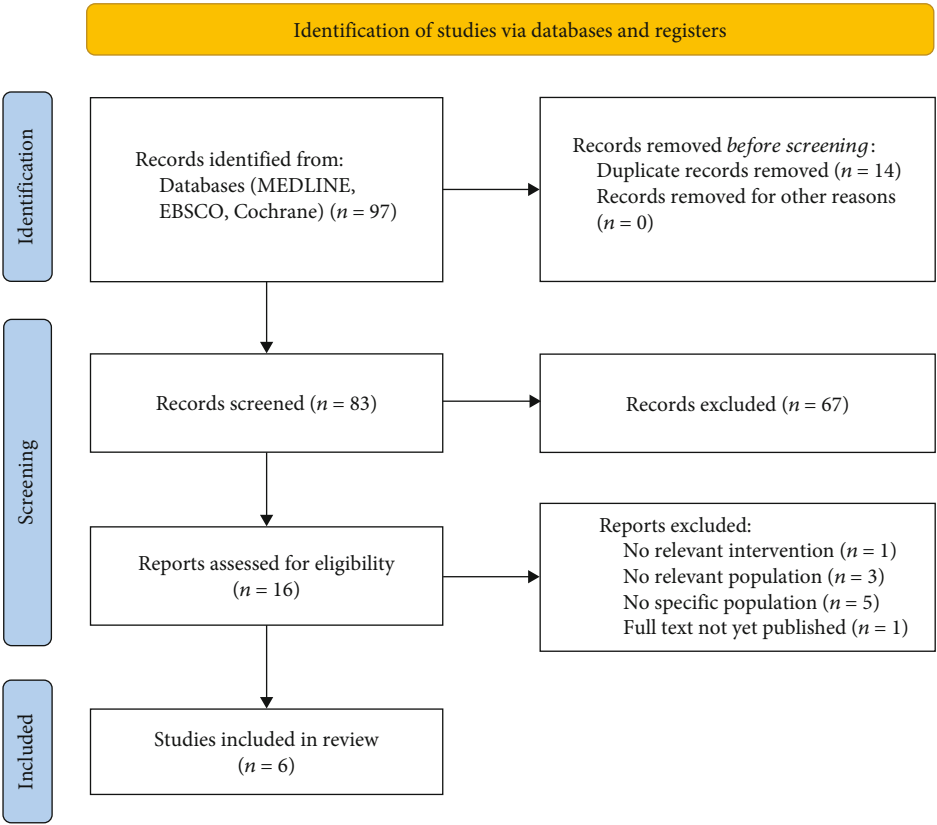 Identification of studies via databases and registers
Identification
Records identified from:
Databases (MEDLINE,
EBSCO, Cochrane) (n = 97)
Records removed before screening:
Duplicate records removed (n = 14)
Records removed for other reasons
(n = 0)
Screening
Records screened (n = 83)
Records excluded (n = 67)
Reports assessed for eligibility
(n = 16)
Reports excluded:
No relevant intervention (n = 1)
No relevant population (n = 3)
No specific population (n = 5)
Full text not yet published (n = 1)
Included
Studies included in review
(n = 6)